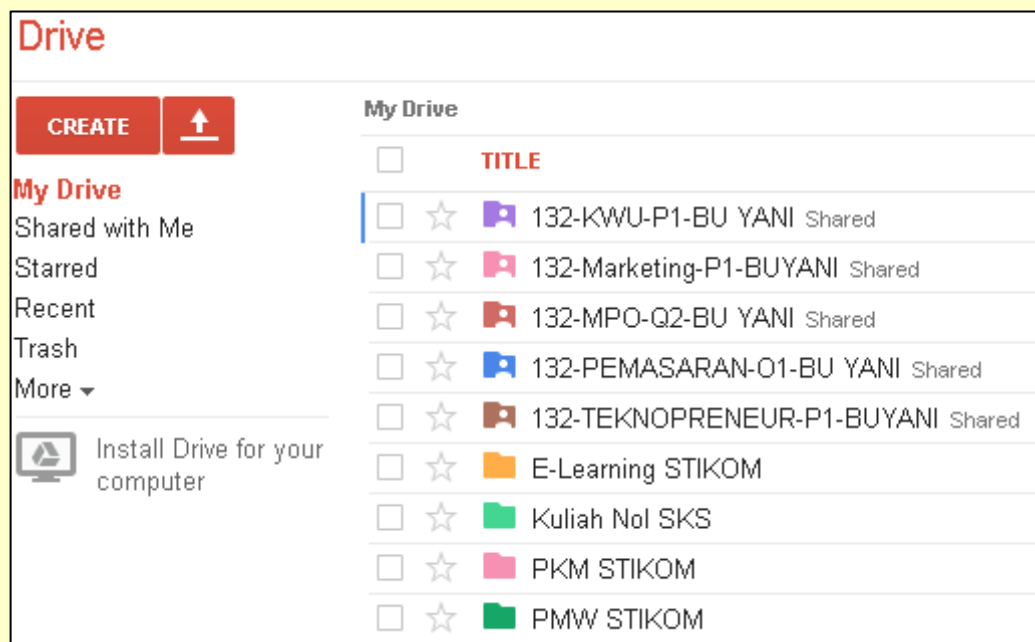 Drive
CREATE
My Drive
Shared with Me
Starred
Recent
Trash
More
Install Drive for your
computer
My Drive
TITLE
132-KWU-P1-BU YANI Shared
132-Marketing-P1-BUYANI Shared
132-MPO-Q2-BU YANI Shared
132-PEMASARAN-O1-BU YANI Shared
132-TEKNOPRENEUR-P1-BUYANI Shared
E-Learning STIKOM
Kuliah Nol SKS
PKM STIKOM
PMW STIKOM